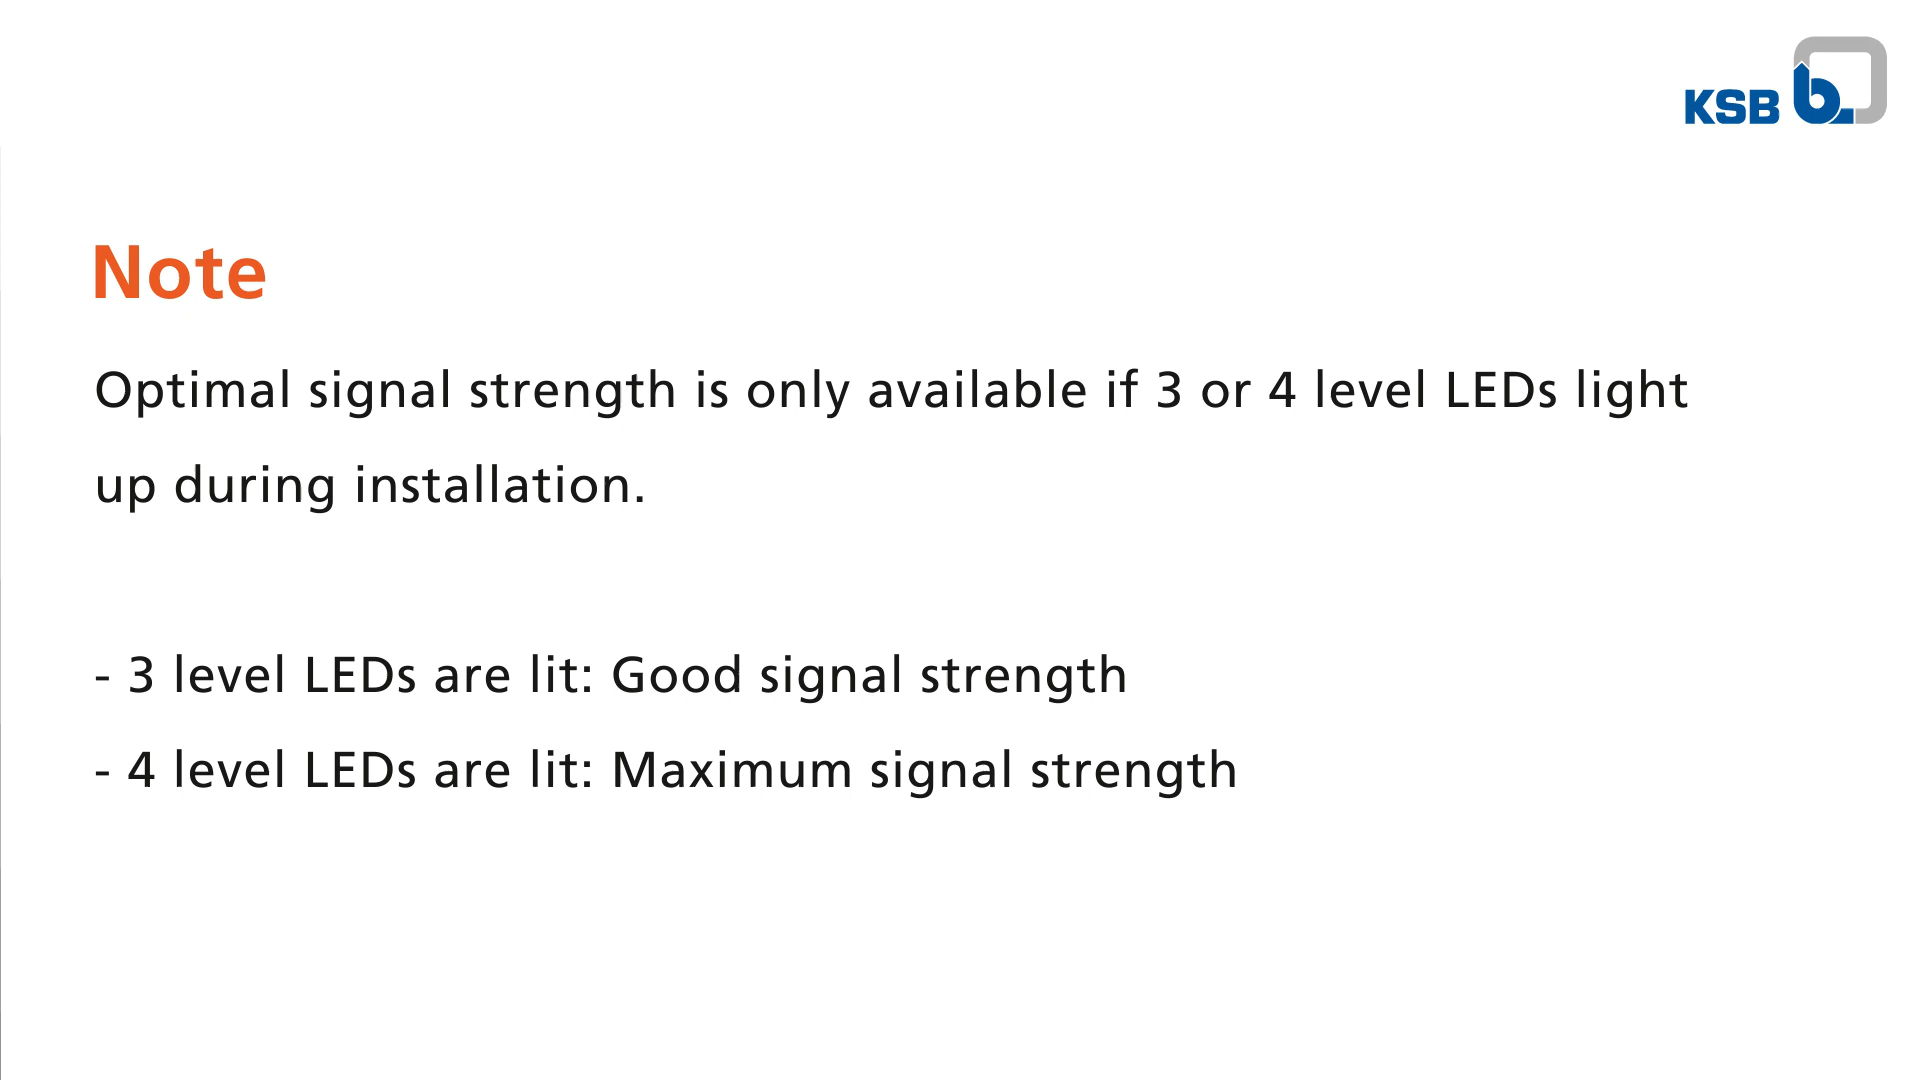 KSB
Note
Optimal signal strength is only available if 3 or 4 level LEDs light
up during installation.
- 3 level LEDs are lit: Good signal strength
- 4 level LEDs are lit: Maximum signal strength